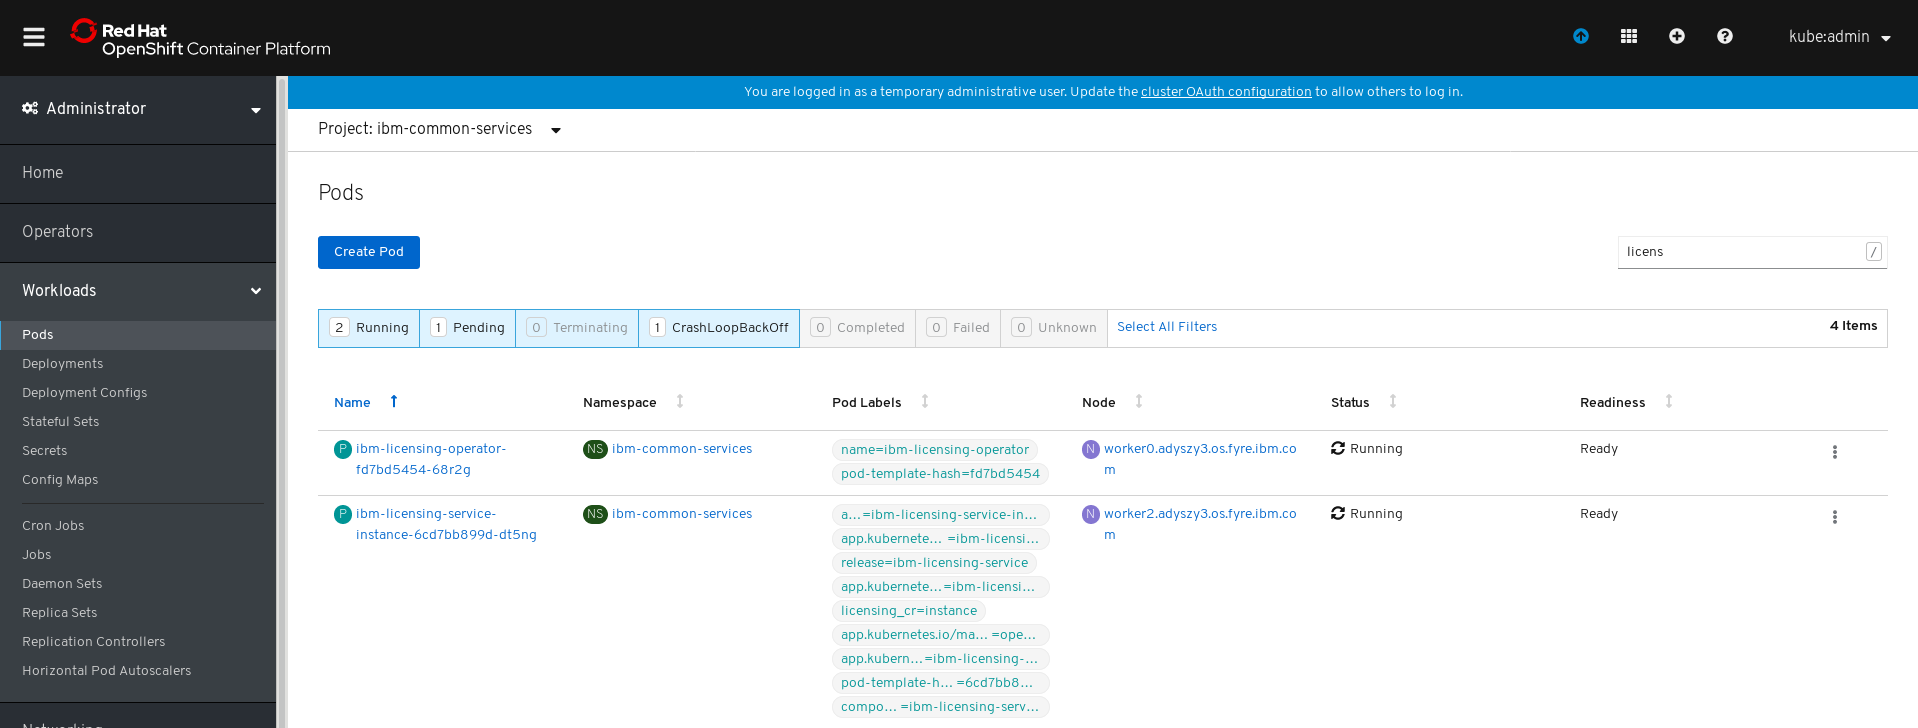 Red Hat
OpenShift Container Platform
kube:admin
Administrator
Home
Operators
Workloads
Pods
Deployments
Deployment Configs
Stateful Sets
Secrets
Config Maps
Cron Jobs
Jobs
Daemon Sets
Replica Sets
Replication Controllers
Horizontal Pod Autoscalers
Networking
You are logged in as a temporary administrative user. Update the cluster OAuth configuration to allow others to log in.
Project: ibm-common-services
Pods
Create Pod
licens /
2 Running 1 Pending 0 Terminating 1 CrashLoopBackOff 0 Completed 0 Failed 0 Unknown Select All Filters 4 Items
Name Namespace Pod Labels Node Status Readiness
P ibm-licensing-operator-
fd7bd5454-68r2g
NS ibm-common-services
name=ibm-licensing-operator
pod-template-hash=fd7bd5454
N worker0.adyszy3.os.fyre.ibm.co
m
Running
Ready
P ibm-licensing-service-
instance-6cd7bb899d-dt5ng
NS ibm-common-services
a...=ibm-licensing-service-in...
app.kubernete... =ibm-licensi...
release=ibm-licensing-service
app.kubernete...=ibm-licensi...
licensing_cr=instance
app.kubernetes.io/ma... =ope...
app.kubern...=ibm-licensing-...
pod-template-h... =6cd7bb8...
compo... =ibm-licensing-serv...
N worker2.adyszy3.os.fyre.ibm.co
m
Running
Ready